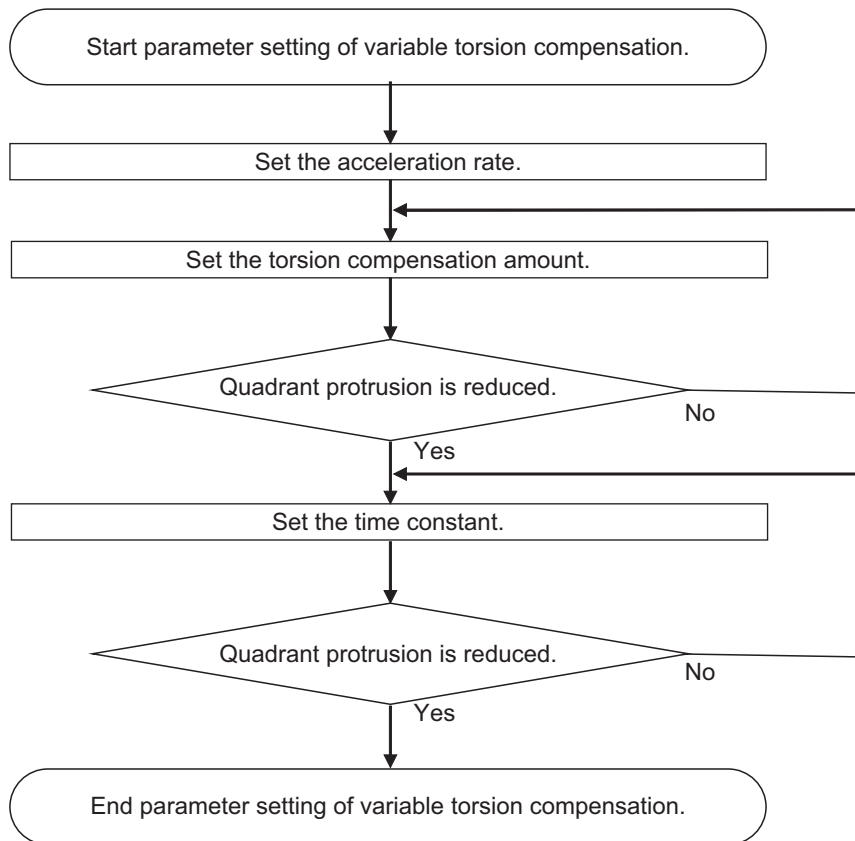 Start parameter setting of variable torsion compensation.
Set the acceleration rate.
Set the torsion compensation amount.
Quadrant protrusion is reduced.
No
Yes
Set the time constant.
Quadrant protrusion is reduced.
No
Yes
End parameter setting of variable torsion compensation.